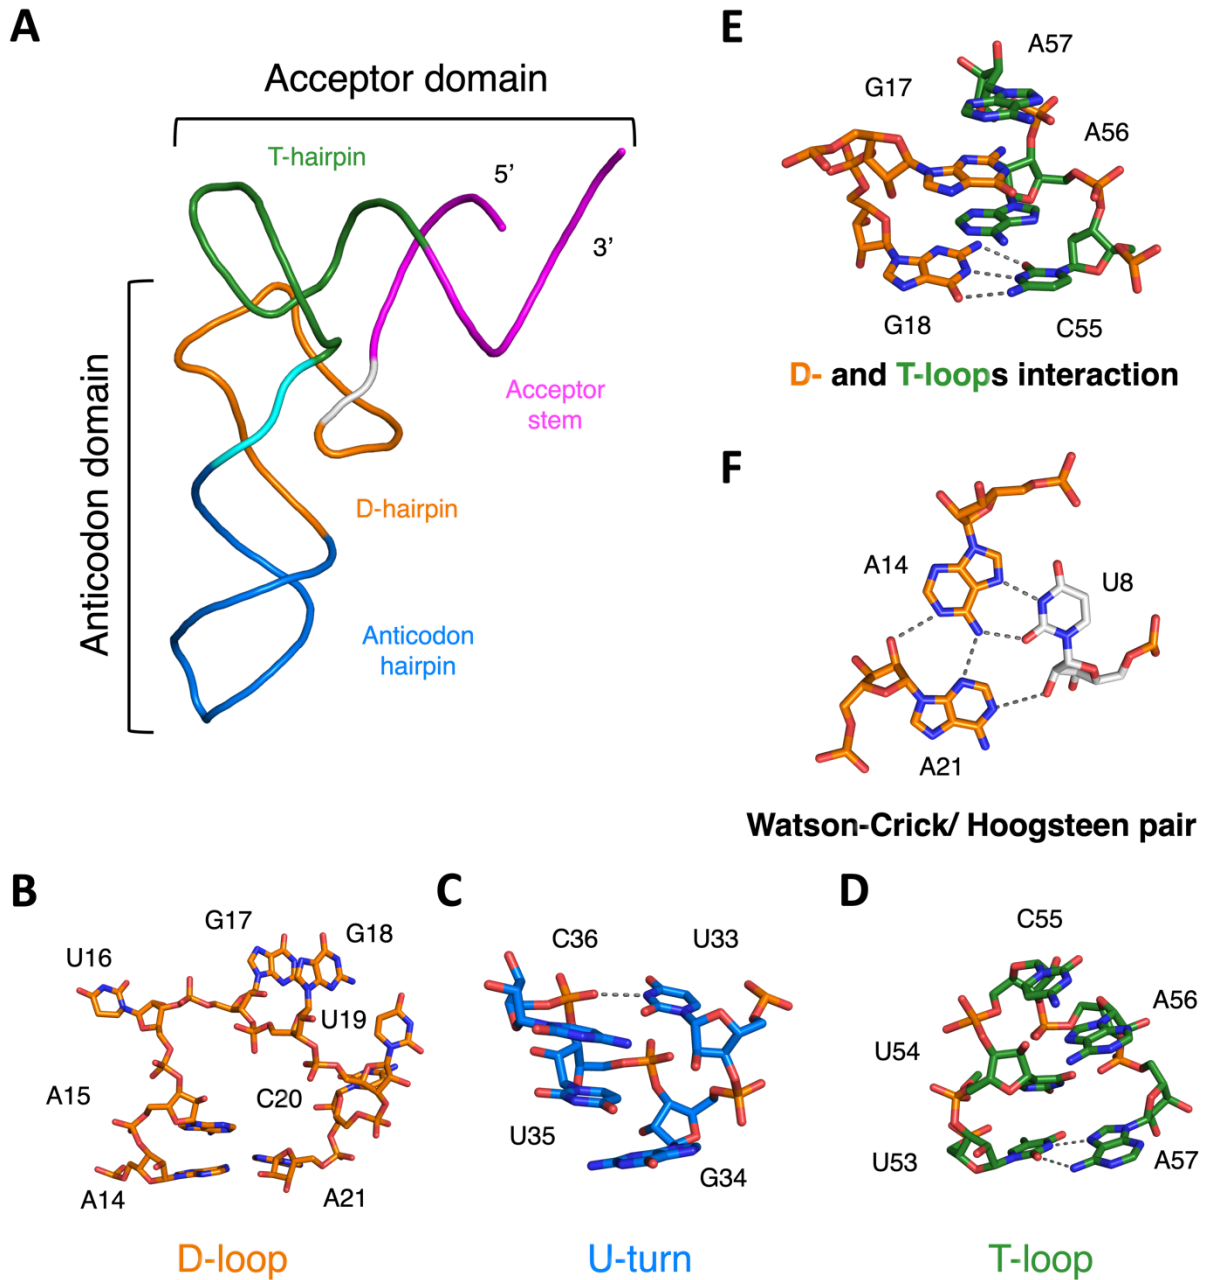 A
Acceptor domain
T-hairpin
5’
3’
Acceptor
stem
D-hairpin
Anticodon
hairpin
Anticodon domain
E
A57
G17
A56
G18
C55
D- and T-loops interaction
F
A14
U8
A21
Watson-Crick/ Hoogsteen pair
B
G17
G18
U16
U19
A15
C20
A14
A21
D-loop
C
C36
U33
U35
G34
U-turn
D
C55
A56
U54
U53
A57
T-loop